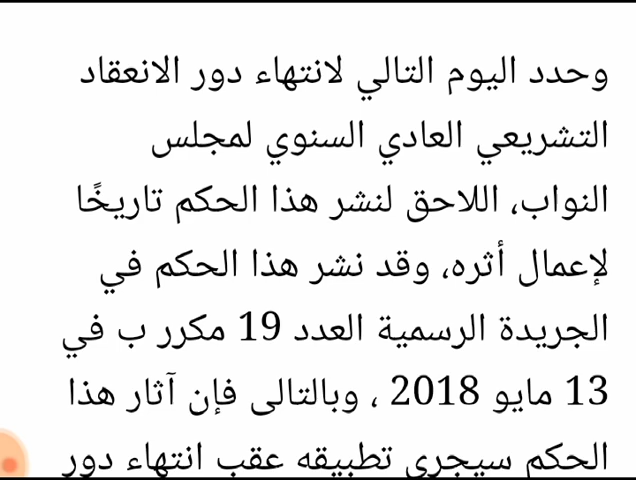 وحدد اليوم التالي لانتهاء دور الانعقاد
التشريعي العادي السنوي لمجلس
النواب، اللاحق لنشر هذا الحكم تاريخًا
لإعمال أثره، وقد نشر هذا الحكم في
الجريدة الرسمية العدد 19 مكرر ب في
13 مايو 2018 ، وبالتالى فإن آثار هذا
الحكم سيجرى تطبيقه عقب انتهاء دور